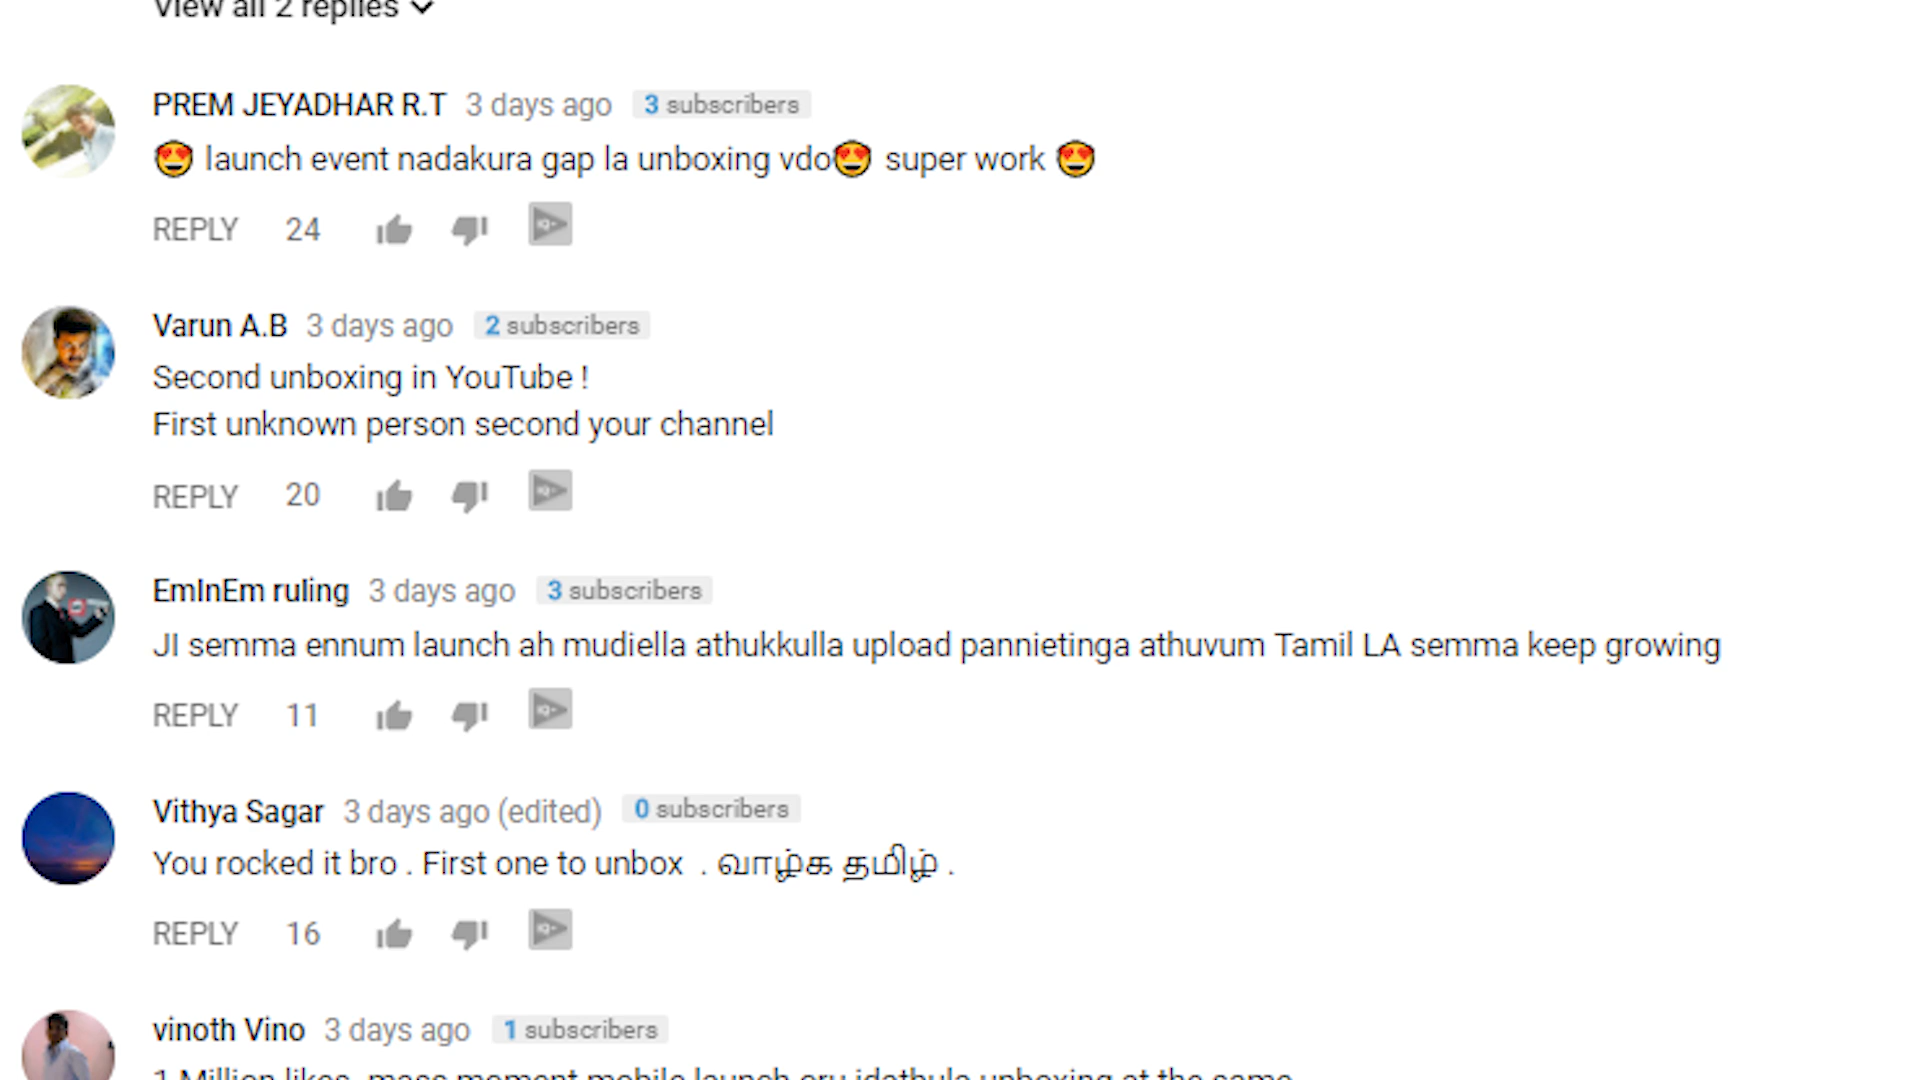 View all 2 replies
PREM JEYADHAR R.T 3 days ago 3 subscribers
😍 launch event nadakura gap la unboxing vdo😍 super work 😍
REPLY 24
Varun A.B 3 days ago 2 subscribers
Second unboxing in YouTube !
First unknown person second your channel
REPLY 20
EmInEm ruling 3 days ago 3 subscribers
JI semma ennum launch ah mudiella athukkulla upload pannietinga athuvum Tamil LA semma keep growing
REPLY 11
Vithya Sagar 3 days ago (edited) 0 subscribers
You rocked it bro . First one to unbox . வாழ்க தமிழ் .
REPLY 16
vinoth Vino 3 days ago 1 subscribers
1 Million likes mass moment mobile launch oru idathula unboxing at the same